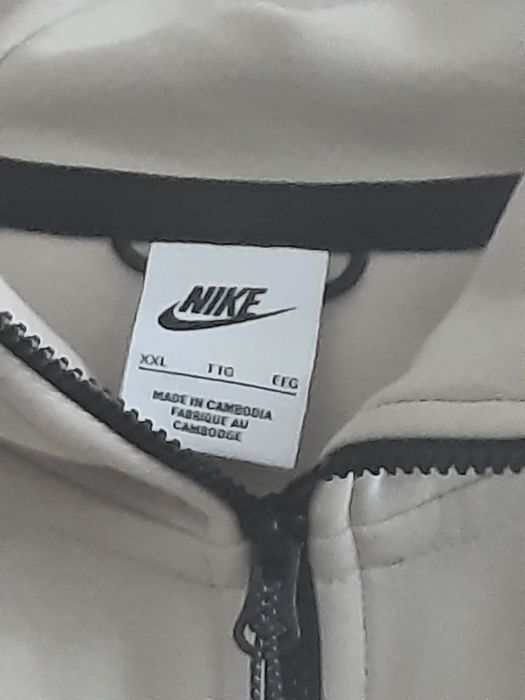 NIKE
XXL TTG EEG
MADE IN CAMBODIA
FABRIQUE AU
CAMBODGE